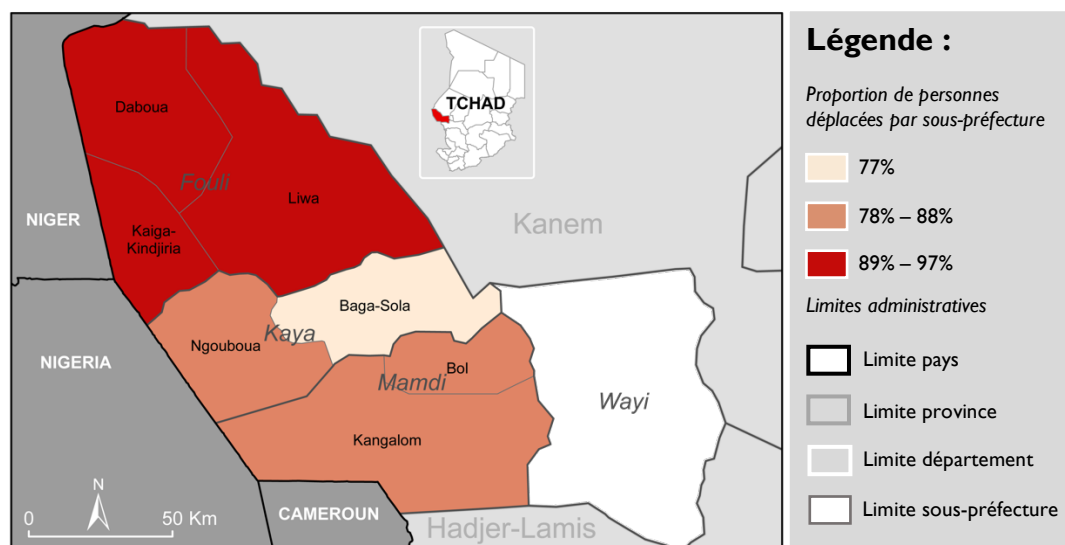 Daboua
Fouli
Liwa
Kaiga-
Kindjiria
NIGER
TCHAD
Kanem
NIGERIA
Baga-Sola
Kaya
Ngouboua
Bol
Mamdi
Wayi
Kangalom
N
0
50 Km
CAMEROUN
Hadjer-Lamis
Légende :
Proportion de personnes
déplacées par sous-préfecture
77%
78% – 88%
89% – 97%
Limites administratives
Limite pays
Limite province
Limite département
Limite sous-préfecture